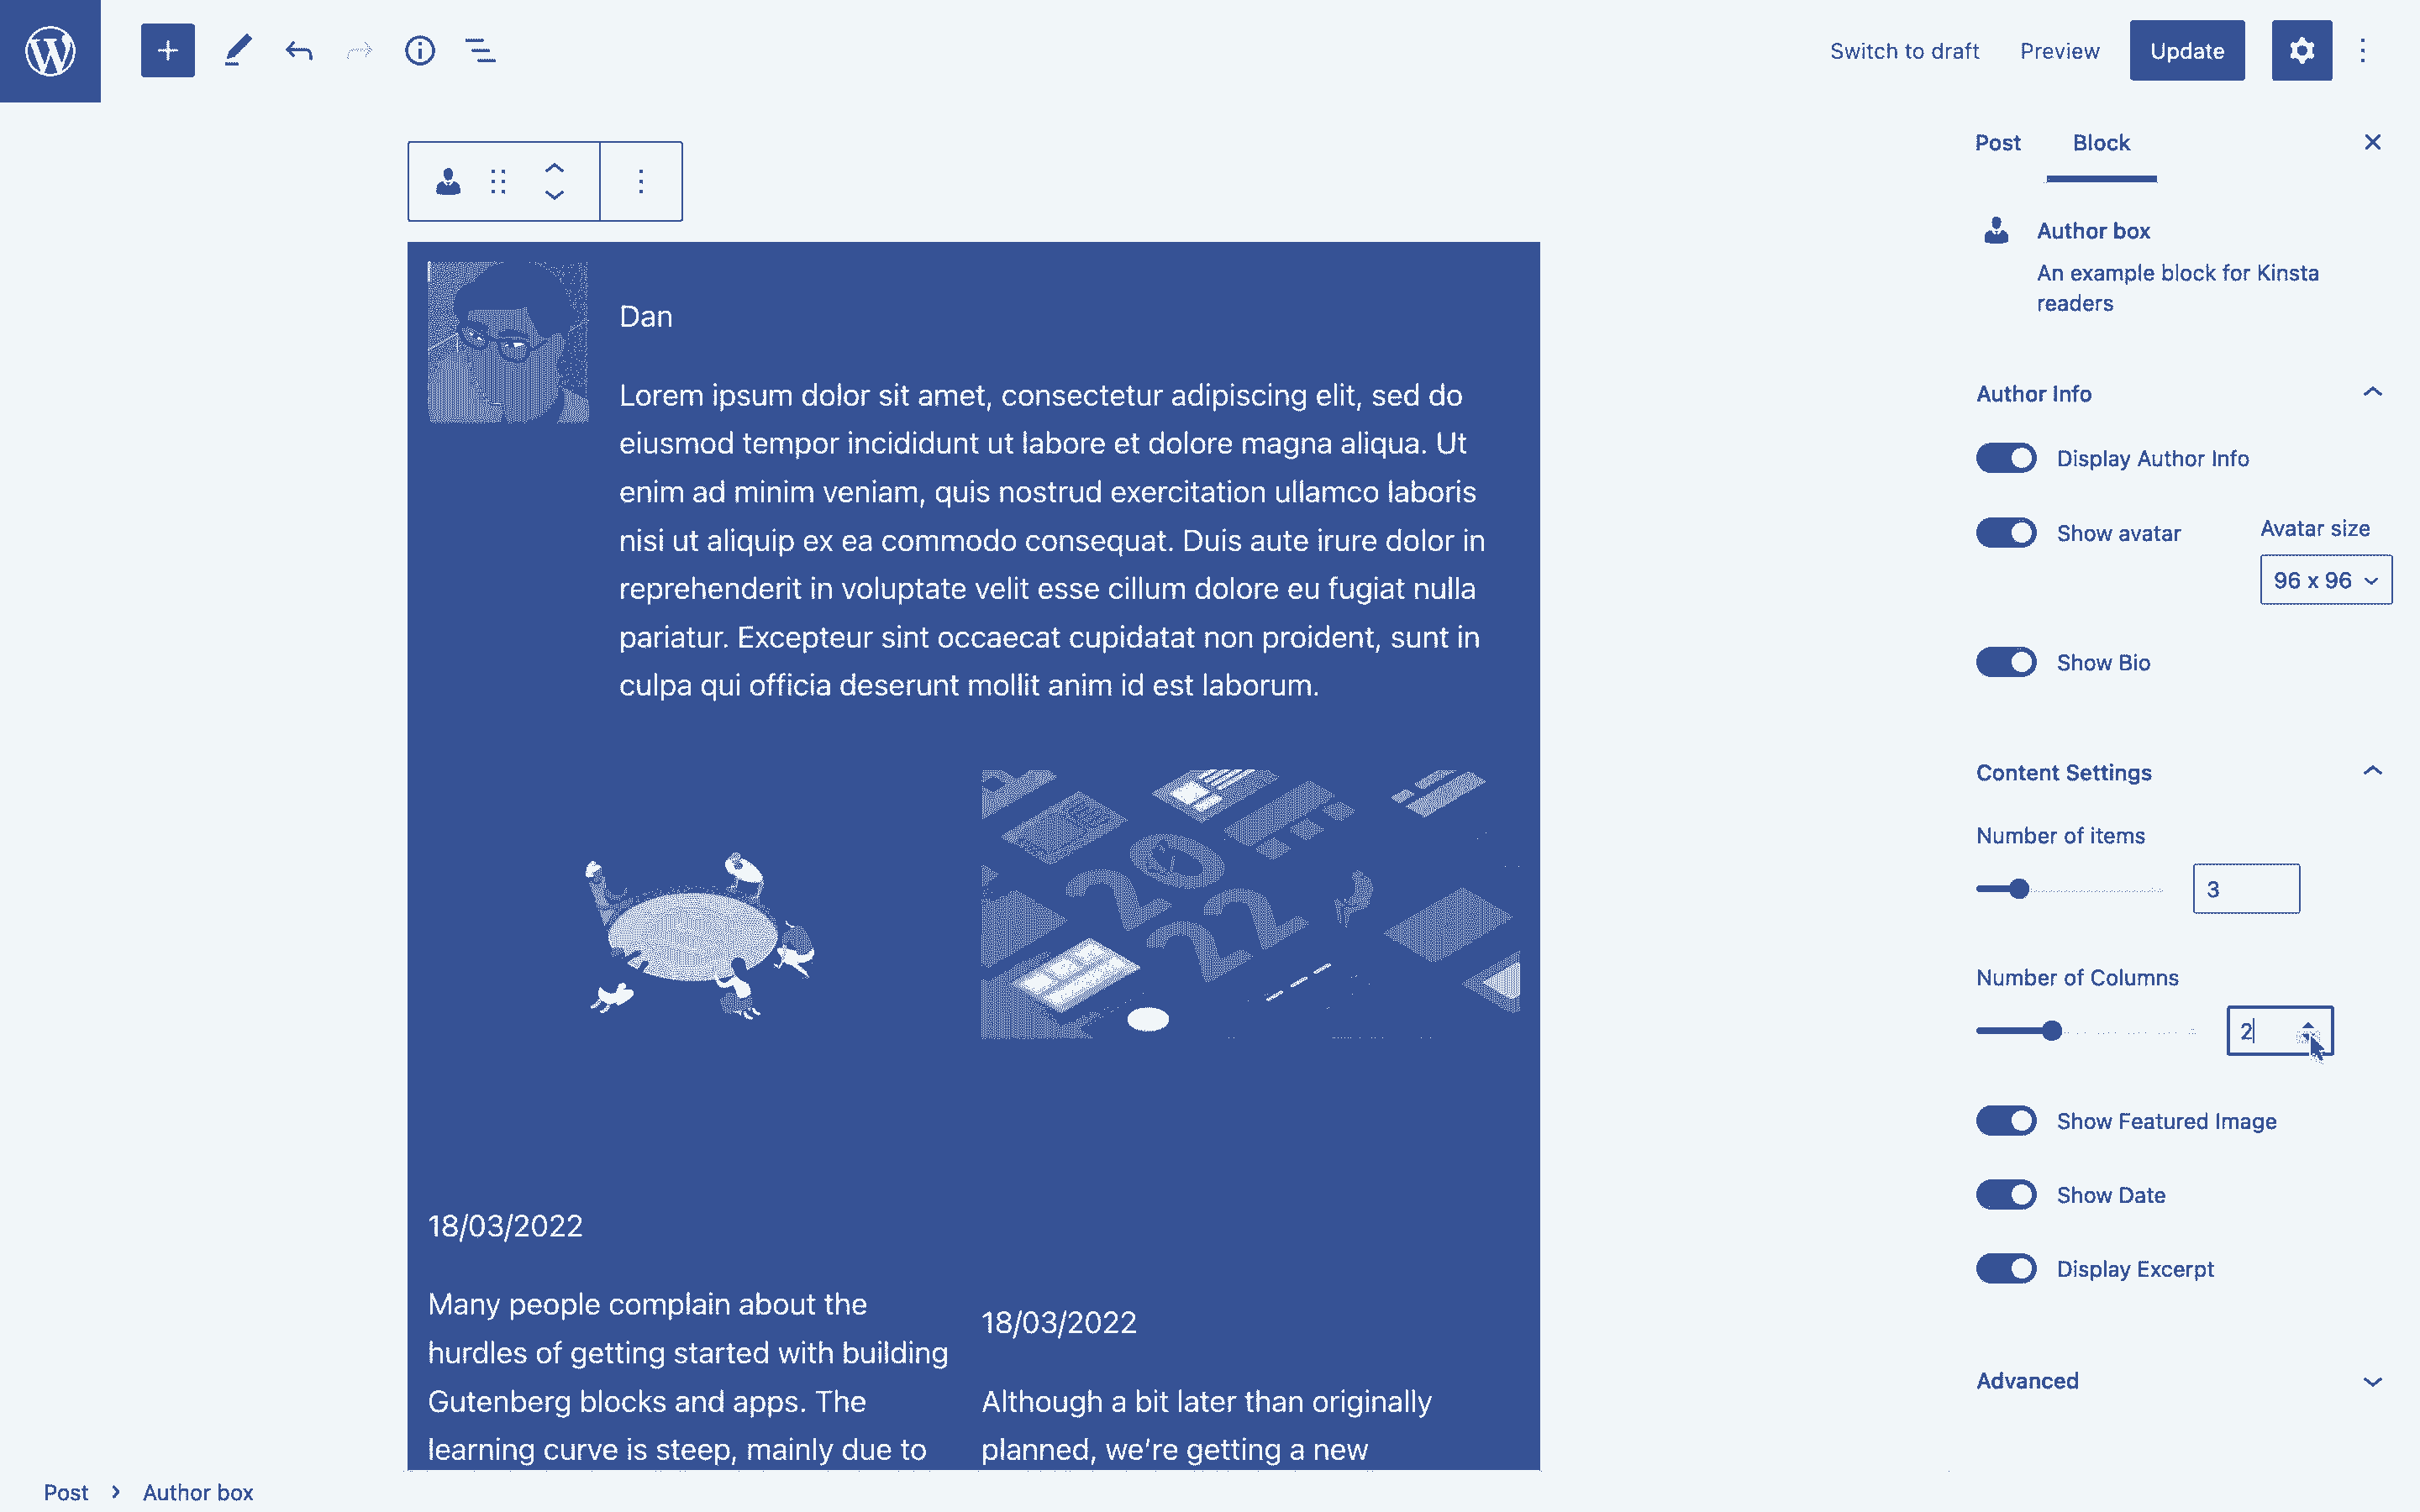 Switch to draft
Preview
Update
Dan
Lorem ipsum dolor sit amet, consectetur adipiscing elit, sed do
eiusmod tempor incididunt ut labore et dolore magna aliqua. Ut
enim ad minim veniam, quis nostrud exercitation ullamco laboris
nisi ut aliquip ex ea commodo consequat. Duis aute irure dolor in
reprehenderit in voluptate velit esse cillum dolore eu fugiat nulla
pariatur. Excepteur sint occaecat cupidatat non proident, sunt in
culpa qui officia deserunt mollit anim id est laborum.
2022
18/03/2022
Many people complain about the
hurdles of getting started with building
Gutenberg blocks and apps. The
learning curve is steep, mainly due to
18/03/2022
Although a bit later than originally
planned, we're getting a new
Post
Block
Author box
An example block for Kinsta
readers
Author Info
Display Author Info
Show avatar
Avatar size
96 x 96
Show Bio
Content Settings
Number of items
3
Number of Columns
2
Show Featured Image
Show Date
Display Excerpt
Advanced
Post
Author box